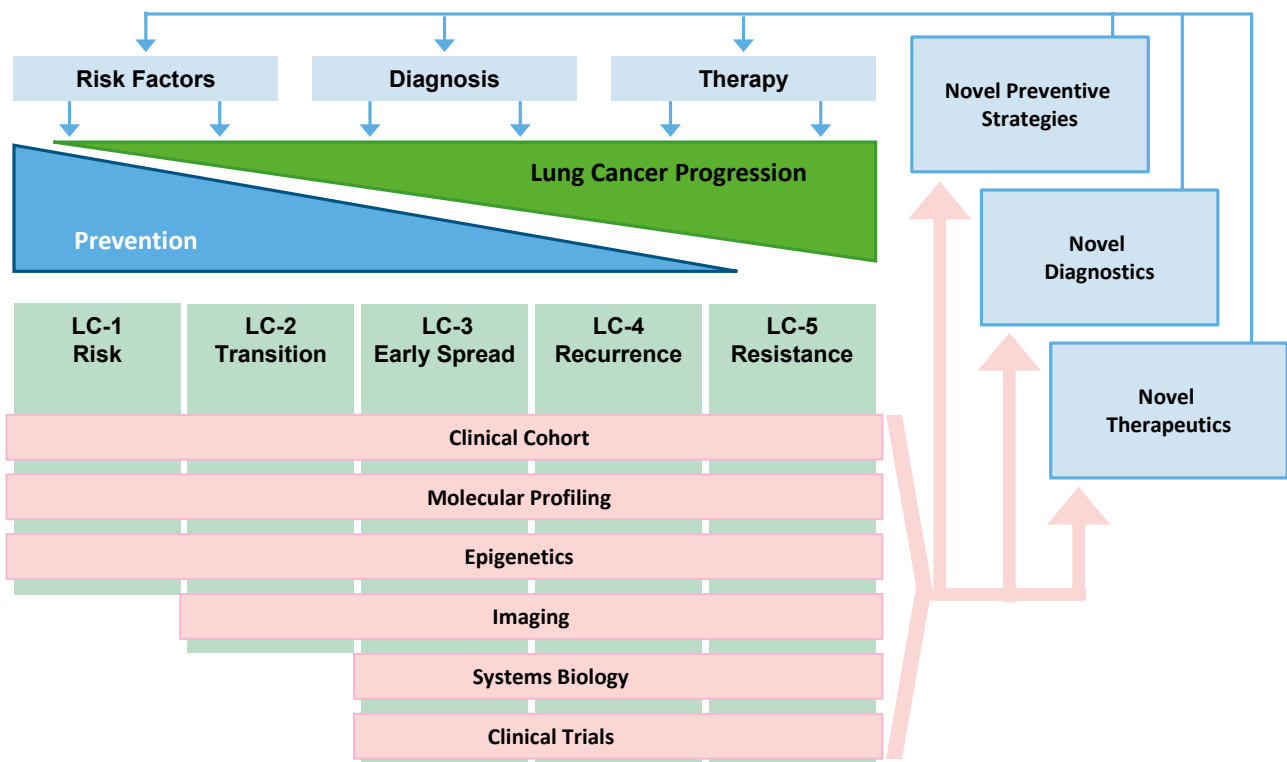 Risk Factors
Diagnosis
Therapy
Novel Preventive
Strategies
Lung Cancer Progression
Prevention
Novel
Diagnostics
LC-1
Risk
LC-2
Transition
LC-3
Early Spread
LC-4
Recurrence
LC-5
Resistance
Novel
Therapeutics
Clinical Cohort
Molecular Profiling
Epigenetics
Imaging
Systems Biology
Clinical Trials